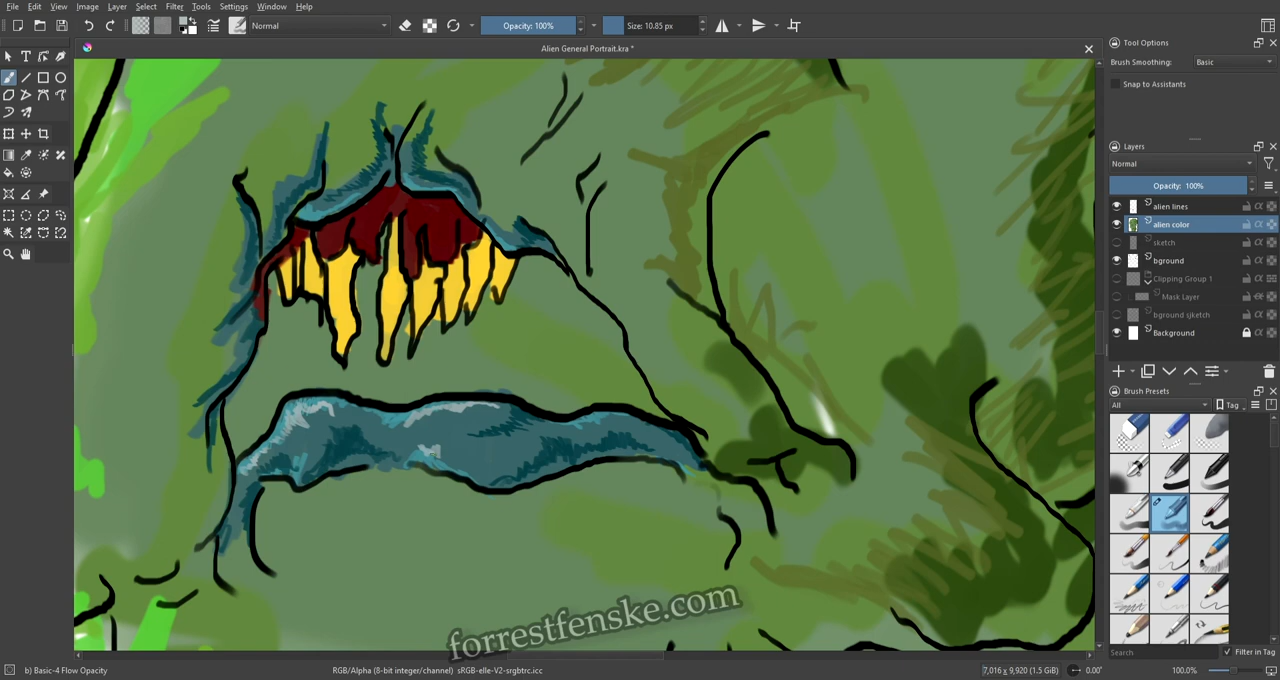 File Edit View Image Layer Select Filter Tools Settings Window Help
Normal Opacity: 100% Size: 10.85 px
Alien General Portrait.kra *
Tool Options
Brush Smoothing: Basic
Snap to Assistants
Layers
Normal
Opacity: 100%
alien lines
alien color
sketch
bground
Clipping Group 1
Mask Layer
bground sjketch
Background
Brush Presets
All Tag
Search Filter in Tag
forrestfenske.com
b) Basic-4 Flow Opacity RGB/Alpha (8-bit integer/channel) sRGB-elle-V2-srgbtrc.icc 7,016 x 9,920 (1.5 GiB) 0.00° 100.0%